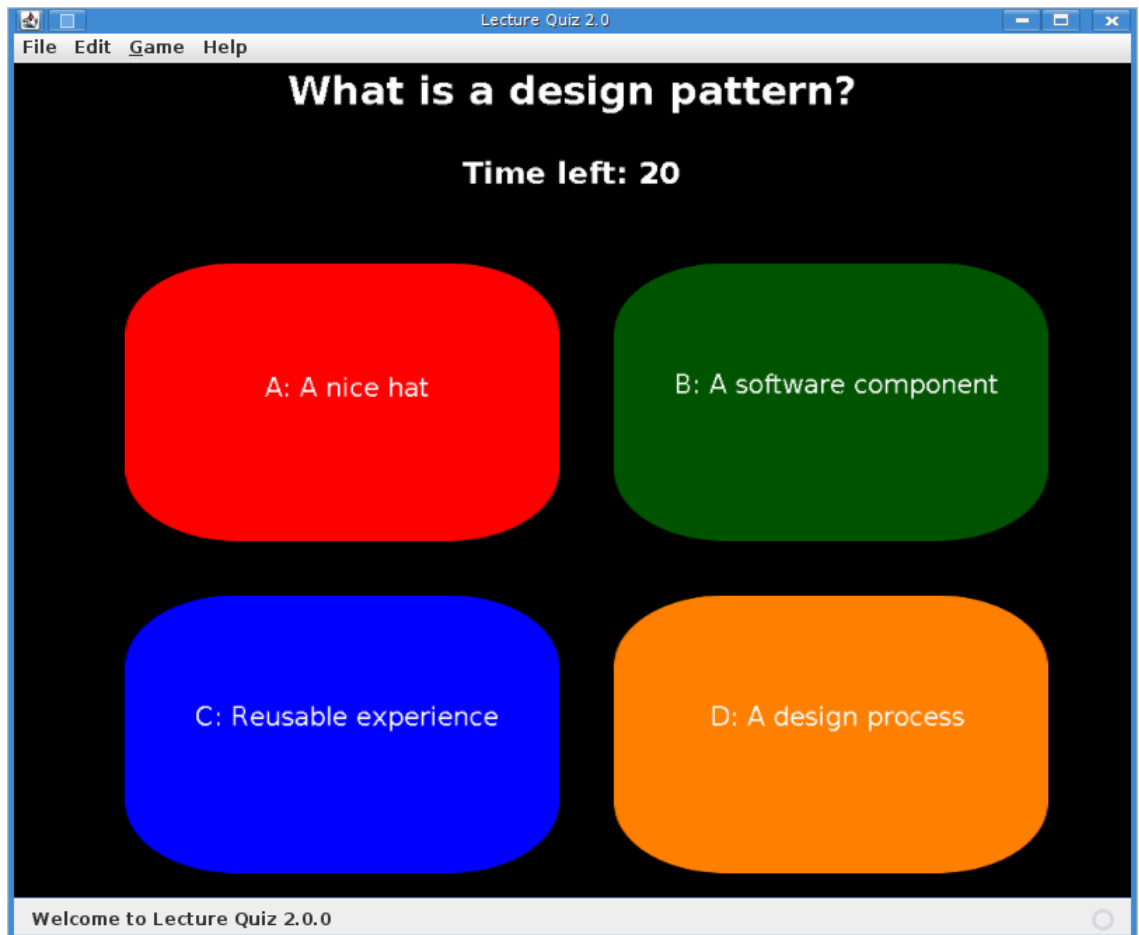 Lecture Quiz 2.0
File Edit Game Help
What is a design pattern?
Time left: 20
A: A nice hat
B: A software component
C: Reusable experience
D: A design process
Welcome to Lecture Quiz 2.0.0